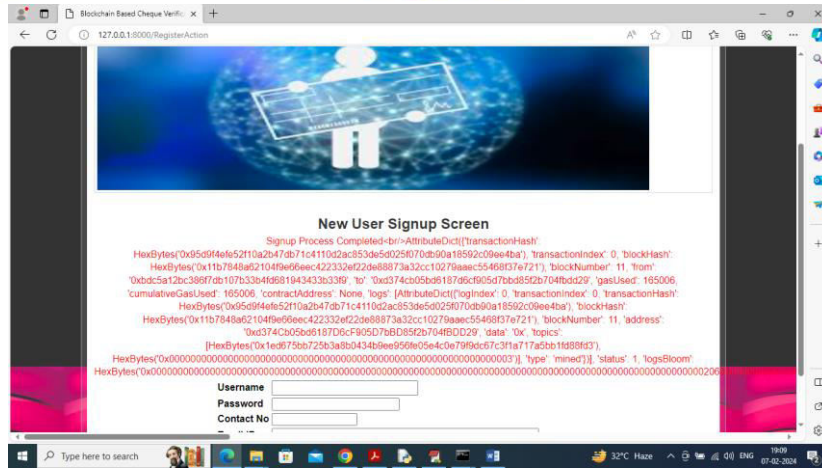 Blockchain Based Cheque Verific
127.0.0.1:8000/RegisterAction
New User Signup Screen
Signup Process Completed<br/>AttributeDict({'transactionHash':
HexBytes('0x95d9f4efe52f10a2b47db71c4110d2ac853de5d025f070db90a18592c09ee4ba'), 'transactionIndex': 0, 'blockHash':
HexBytes('0x11b7848a62104f9e66eec422332ef22de88873a32cc10279aaec55468f37e721'), 'blockNumber': 11, 'from':
'0xbdc5a12bc386f7db107b33b4fd681943433b33f9', 'to': '0xd374cb05bd6187d6cf905d7bbd85f2b704fbdd29', 'gasUsed': 165006,
'cumulativeGasUsed': 165006, 'contractAddress': None, 'logs': [AttributeDict({'logIndex': 0, 'transactionIndex': 0, 'transactionHash':
HexBytes('0x95d9f4efe52f10a2b47db71c4110d2ac853de5d025f070db90a18592c09ee4ba'), 'blockHash':
HexBytes('0x11b7848a62104f9e66eec422332ef22de88873a32cc10279aaec55468f37e721'), 'blockNumber': 11, 'address':
'0xd374Cb05bd6187D6cF905D7bBD85f2b704fBDD29', 'data': '0x', 'topics':
[HexBytes('0x1ed675bb725b3a8b0434b9ee956fe05e4c0e79f9dc67c3f1a717a5bb1fd88fd3'),
HexBytes('0x0000000000000000000000000000000000000000000000000000000000000003')], 'type': 'mined'})], 'status': 1, 'logsBloom':
Username
Password
Contact No
Type here to search
32°C Haze
ENG
19:09
07-02-2024